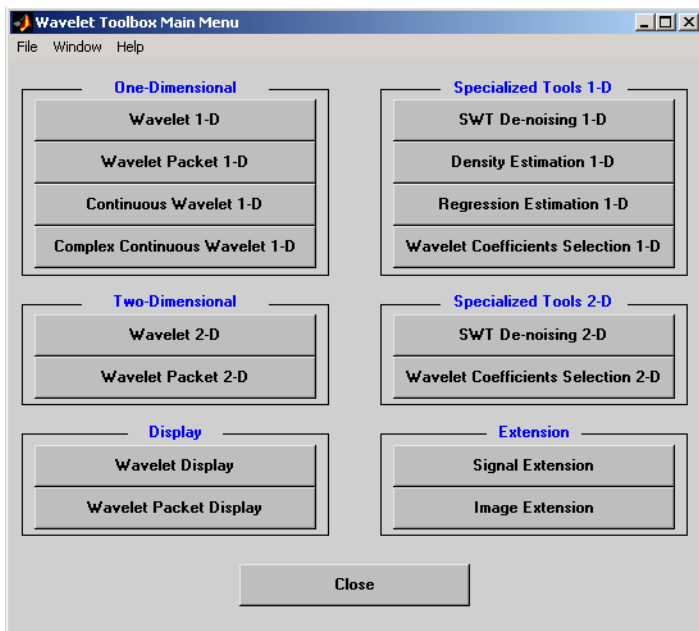 Wavelet Toolbox Main Menu
File Window Help
One-Dimensional
Wavelet 1-D
Wavelet Packet 1-D
Continuous Wavelet 1-D
Complex Continuous Wavelet 1-D
Specialized Tools 1-D
SWT De-noising 1-D
Density Estimation 1-D
Regression Estimation 1-D
Wavelet Coefficients Selection 1-D
Two-Dimensional
Wavelet 2-D
Wavelet Packet 2-D
Specialized Tools 2-D
SWT De-noising 2-D
Wavelet Coefficients Selection 2-D
Display
Wavelet Display
Wavelet Packet Display
Extension
Signal Extension
Image Extension
Close